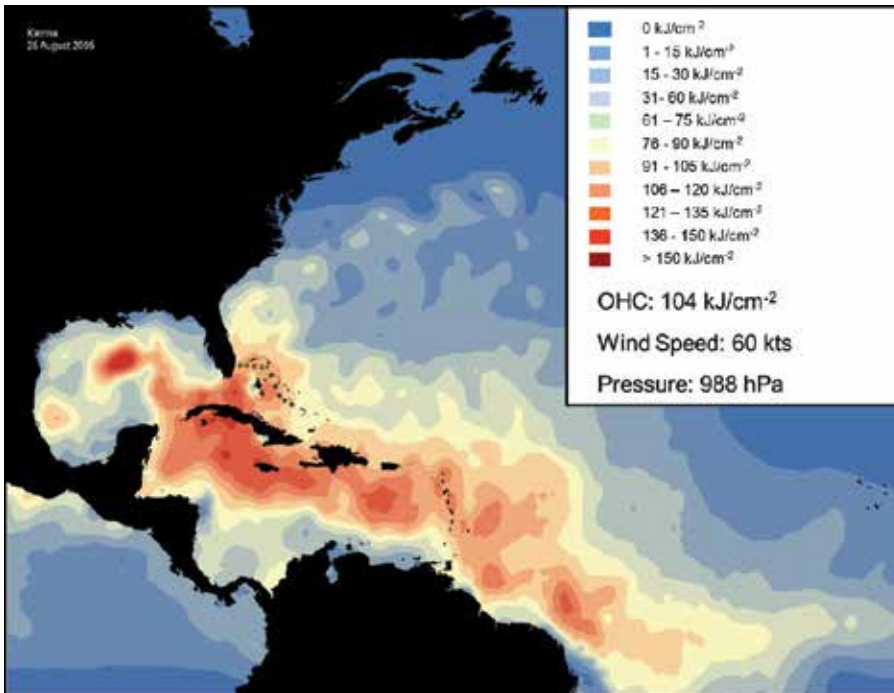 Katrina
26 August 2005
0 kJ/cm⁻²
1 - 15 kJ/cm⁻²
15 - 30 kJ/cm⁻²
31- 60 kJ/cm⁻²
61 – 75 kJ/cm⁻²
76 - 90 kJ/cm⁻²
91 - 105 kJ/cm⁻²
106 – 120 kJ/cm⁻²
121 – 135 kJ/cm⁻²
136 - 150 kJ/cm⁻²
> 150 kJ/cm⁻²
OHC: 104 kJ/cm⁻²
Wind Speed: 60 kts
Pressure: 988 hPa